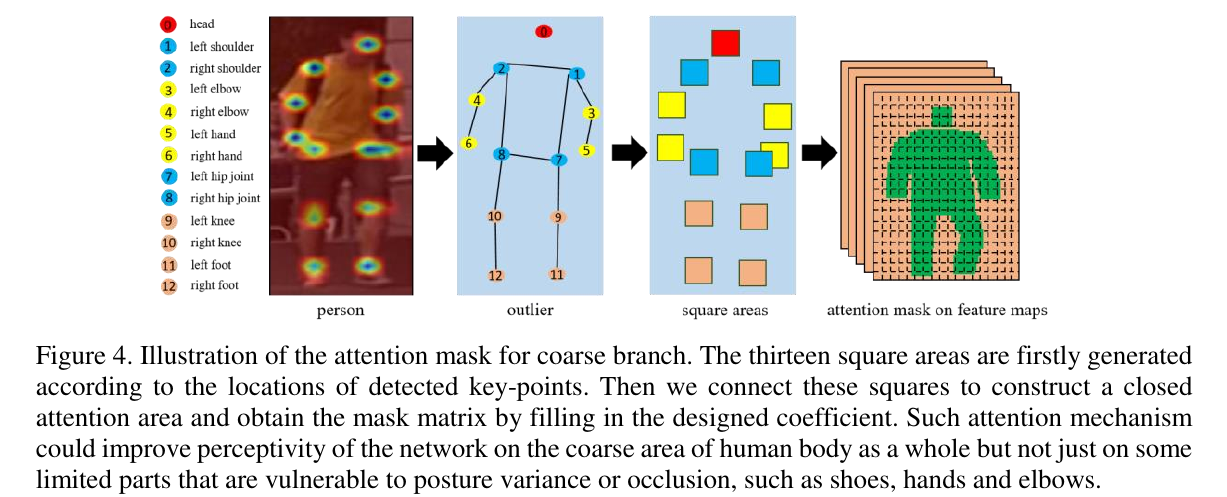 0 head
1 left shoulder
2 right shoulder
3 left elbow
4 right elbow
5 left hand
6 right hand
7 left hip joint
8 right hip joint
9 left knee
10 right knee
11 left foot
12 right foot
0
2 1
4 3
6 5
8 7
10 9
12 11
person outlier square areas attention mask on feature maps
Figure 4. Illustration of the attention mask for coarse branch. The thirteen square areas are firstly generated
according to the locations of detected key-points. Then we connect these squares to construct a closed
attention area and obtain the mask matrix by filling in the designed coefficient. Such attention mechanism
could improve perceptivity of the network on the coarse area of human body as a whole but not just on some
limited parts that are vulnerable to posture variance or occlusion, such as shoes, hands and elbows.